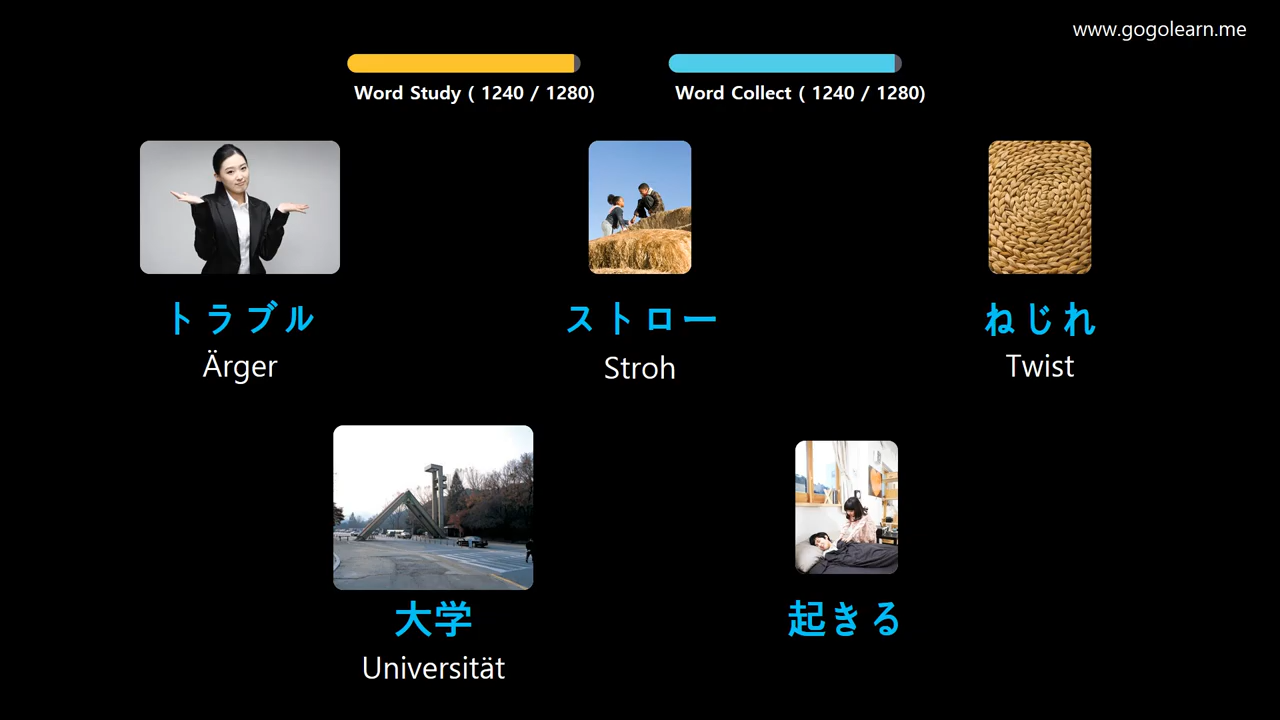 www.gogolearn.me
Word Study ( 1240 / 1280)
Word Collect ( 1240 / 1280)
トラブル
Ärger
ストロー
Stroh
ねじれ
Twist
大学
Universität
起きる